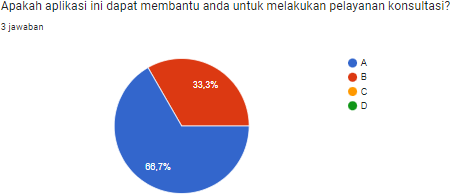 Apakah aplikasi ini dapat membantu anda untuk melakukan pelayanan konsultasi?
3 jawaban
33,3%
66,7%
A
B
C
D